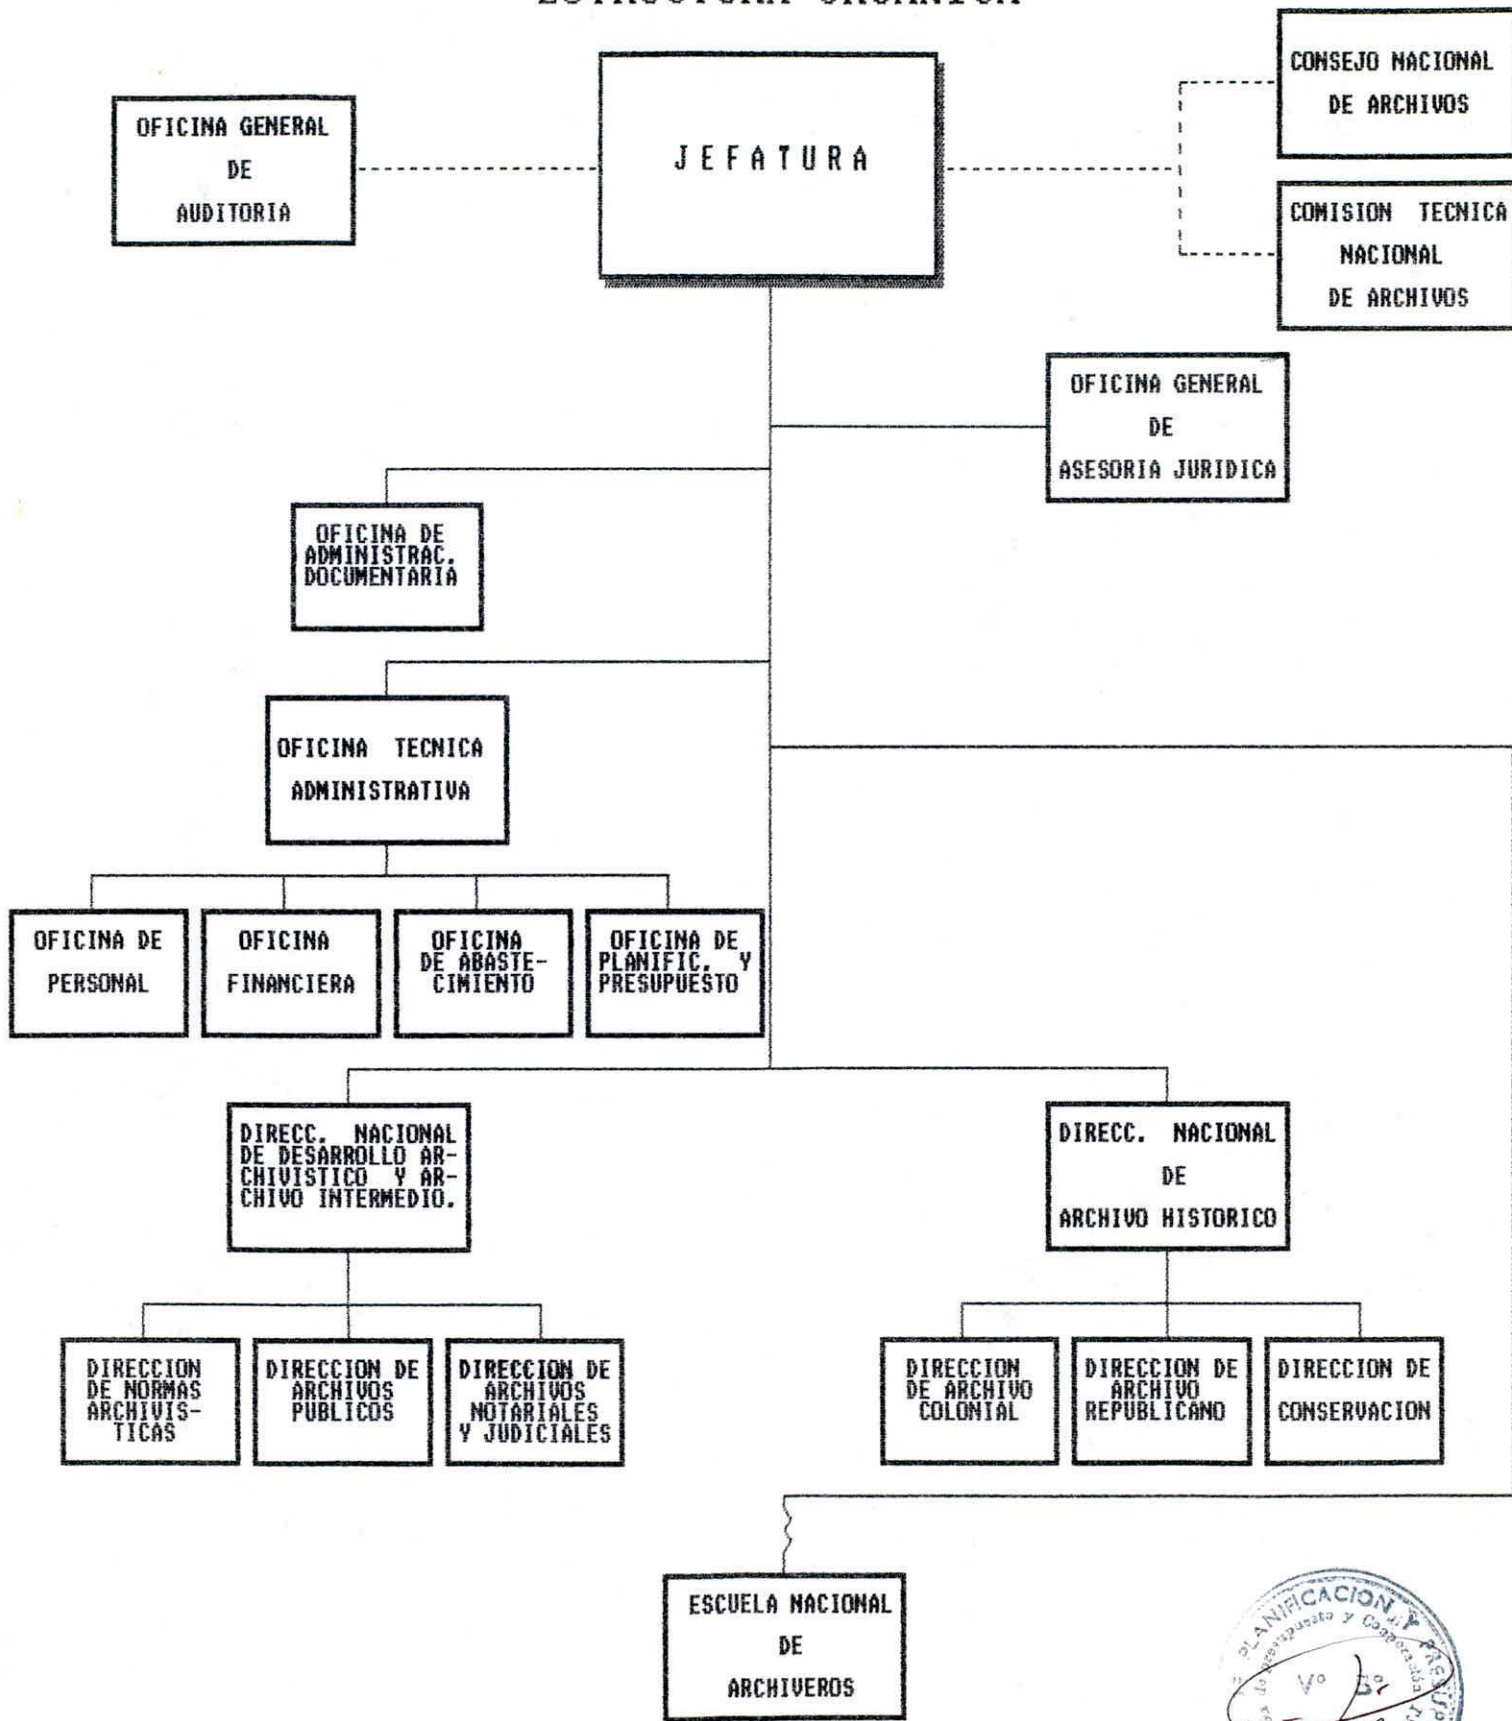 ESTRUCTURA ORGANICA
CONSEJO NACIONAL
DE ARCHIVOS
OFICINA GENERAL
DE
AUDITORIA
JEFATURA
COMISION TECNICA
NACIONAL
DE ARCHIVOS
OFICINA GENERAL
DE
ASESORIA JURIDICA
OFICINA DE
ADMINISTRAC.
DOCUMENTARIA
OFICINA TECNICA
ADMINISTRATIVA
OFICINA DE
PERSONAL
OFICINA
FINANCIERA
OFICINA
DE ABASTE-
CIMIENTO
OFICINA DE
PLANIFIC. Y
PRESUPUESTO
DIRECC. NACIONAL
DE DESARROLLO AR-
CHIVISTICO Y AR-
CHIVO INTERMEDIO.
DIRECC. NACIONAL
DE
ARCHIVO HISTORICO
DIRECCION
DE NORMAS
ARCHIVIS-
TICAS
DIRECCION DE
ARCHIVOS
PUBLICOS
DIRECCION DE
ARCHIVOS
NOTARIALES
Y JUDICIALES
DIRECCION
DE ARCHIVO
COLONIAL
DIRECCION DE
ARCHIVO
REPUBLICANO
DIRECCION DE
CONSERVACION
ESCUELA NACIONAL
DE
ARCHIVEROS
PLANIFICACION Y
Vº Bº